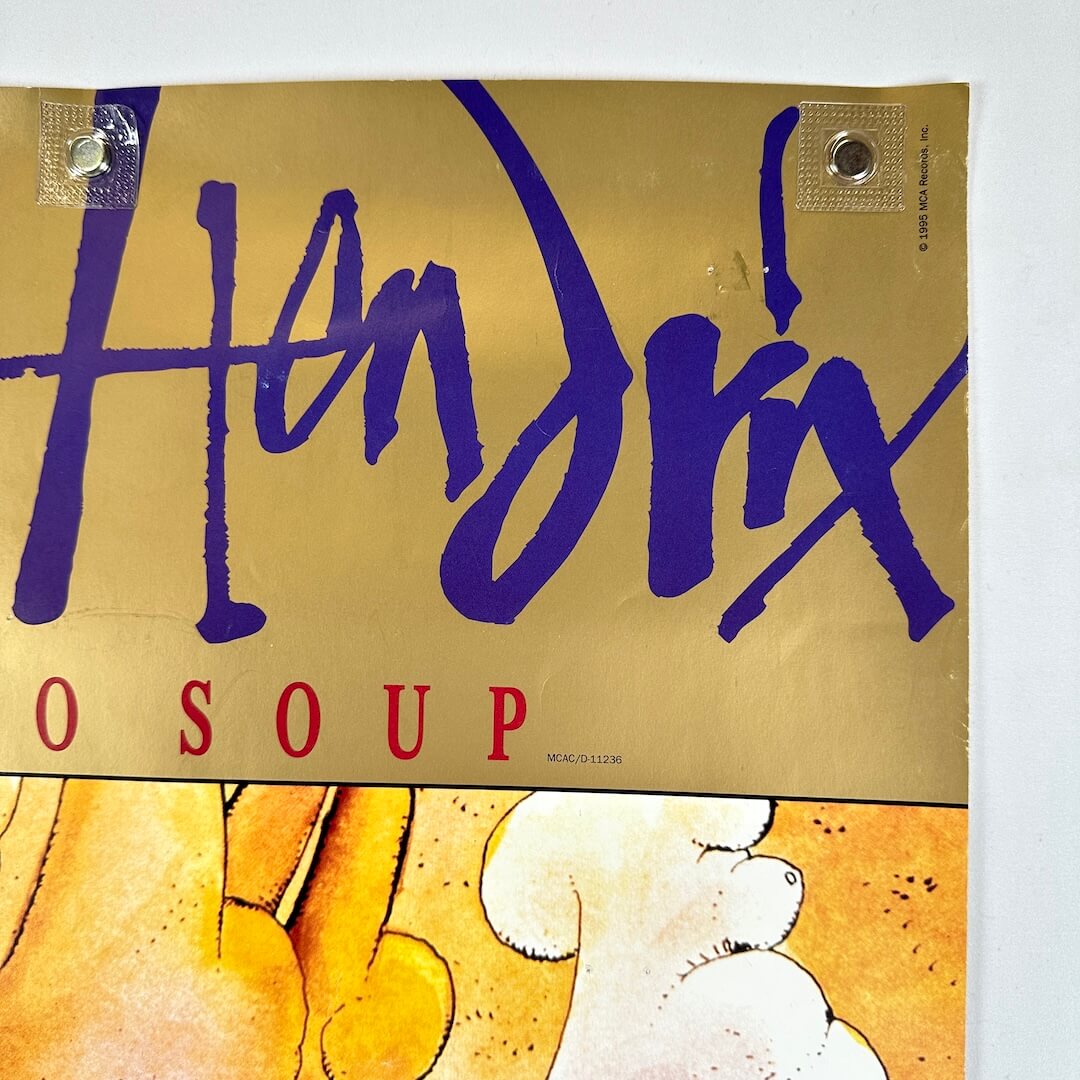 Hendrix
© 1995 MCA Records, Inc.
O SOUP
MCAC/D-11236